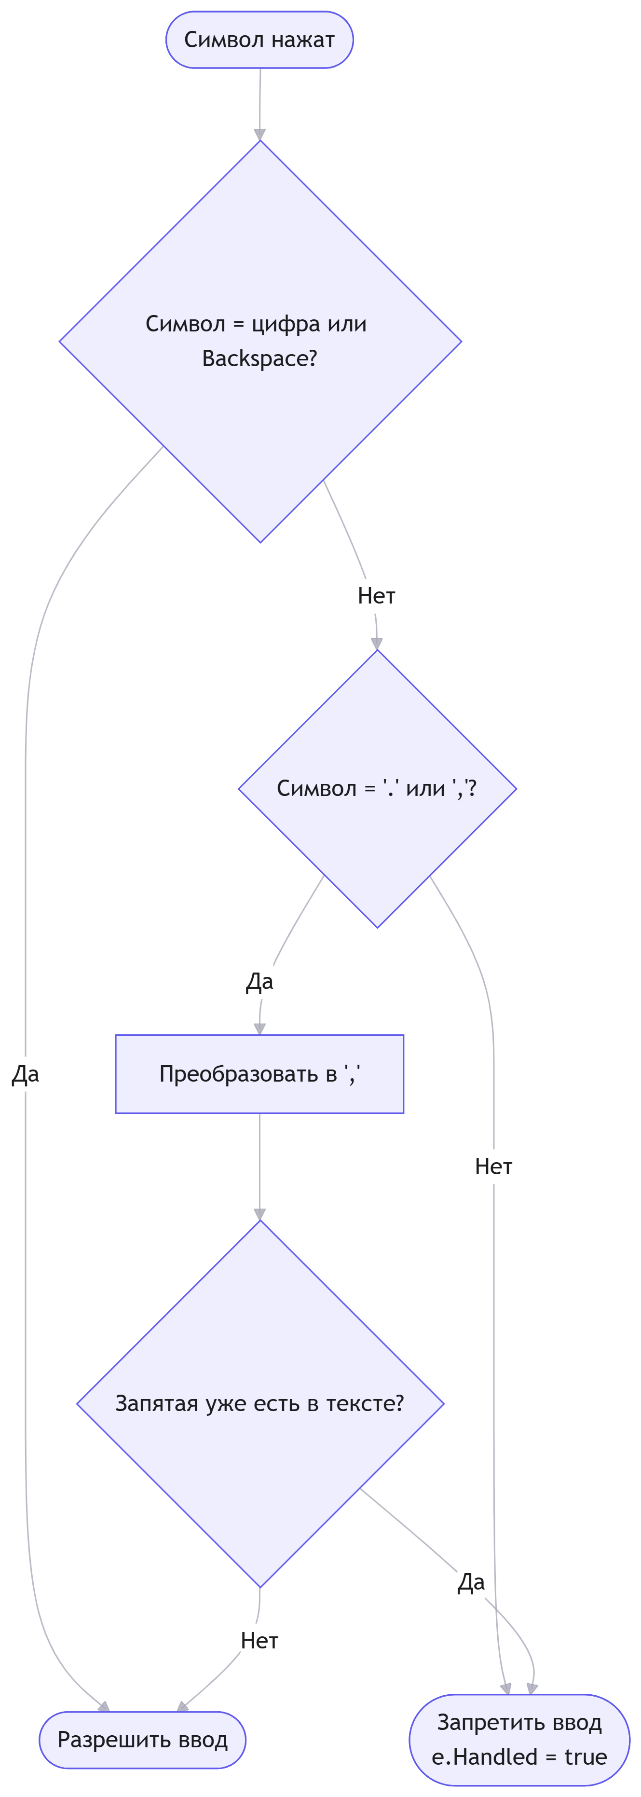 Символ нажат
Символ = цифра или
Backspace?
Нет
Символ = '.' или ','?
Да
Преобразовать в ','
Да
Нет
Запятая уже есть в тексте?
Да
Нет
Разрешить ввод
Запретить ввод
e.Handled = true